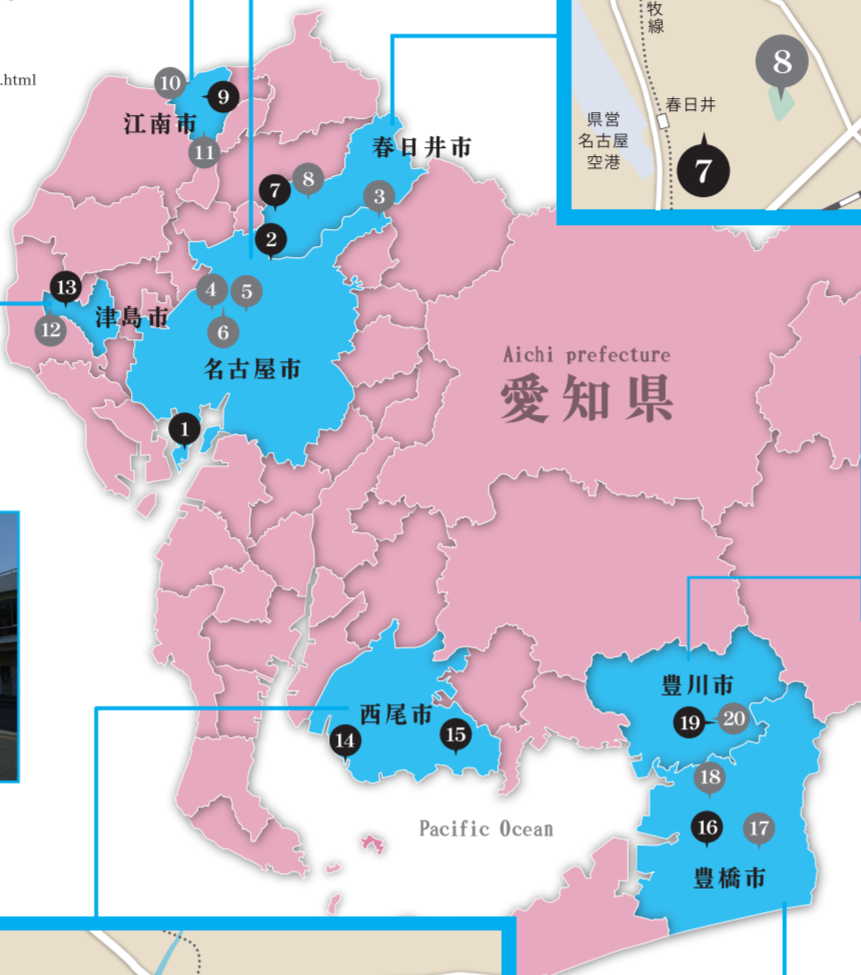 .html
牧
線
8
春日井
県営
名古屋
空港
7
10
9
江南市
11
春日井市
7
8
3
2
13
津島市
12
4
5
6
名古屋市
1
Aichi prefecture
愛知県
豊川市
19
20
西尾市
14
15
18
16
17
豊橋市
Pacific Ocean